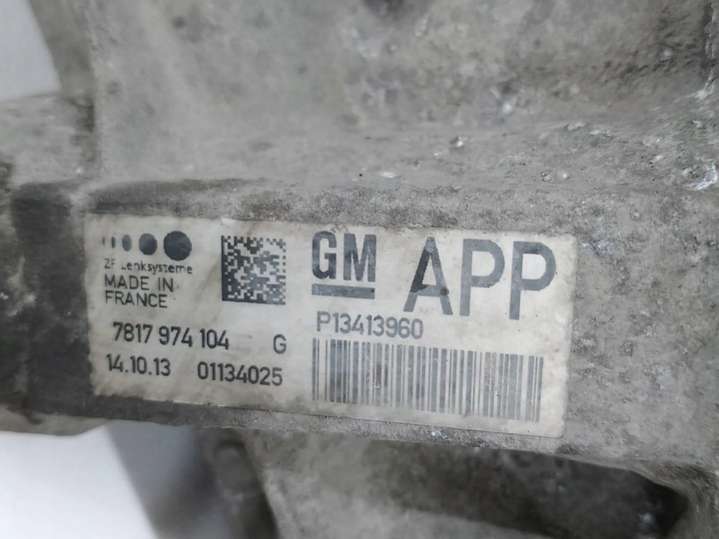 ZF Lenksysteme
MADE IN
FRANCE
7817 974 104 G
14.10.13 01134025
GM APP
P13413960